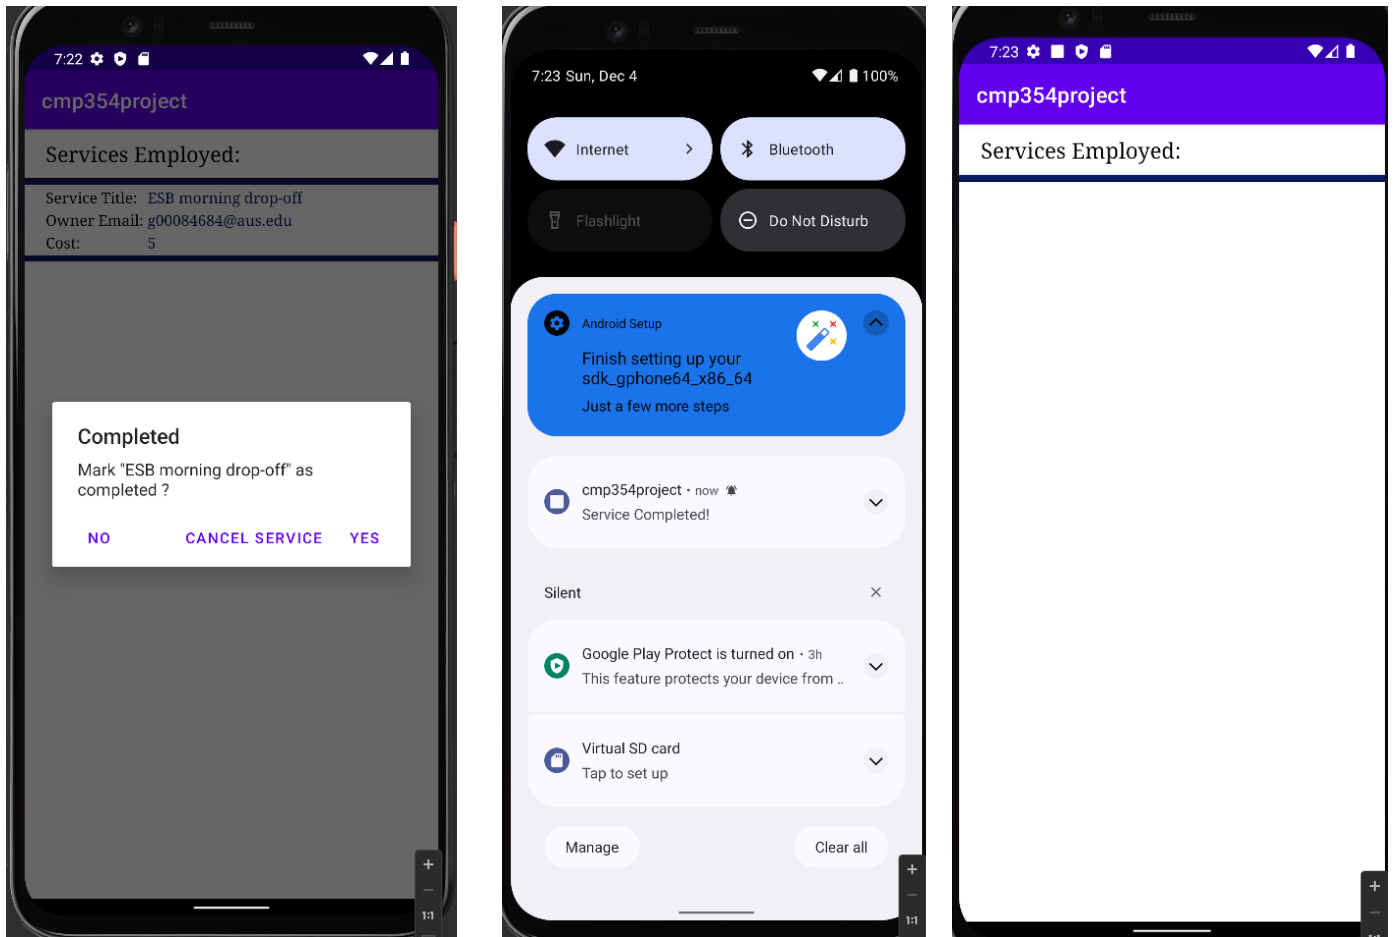 7:22
cmp354project
Services Employed:
Service Title: ESB morning drop-off
Owner Email: g00084684@aus.edu
Cost: 5
Completed
Mark "ESB morning drop-off" as
completed ?
NO CANCEL SERVICE YES
1:1
7:23 Sun, Dec 4 100%
Internet Bluetooth
Flashlight Do Not Disturb
Android Setup
Finish setting up your
sdk_gphone64_x86_64
Just a few more steps
cmp354project • now
Service Completed!
Silent
Google Play Protect is turned on • 3h
This feature protects your device from ..
Virtual SD card
Tap to set up
Manage Clear all
1:1
7:23
cmp354project
Services Employed: